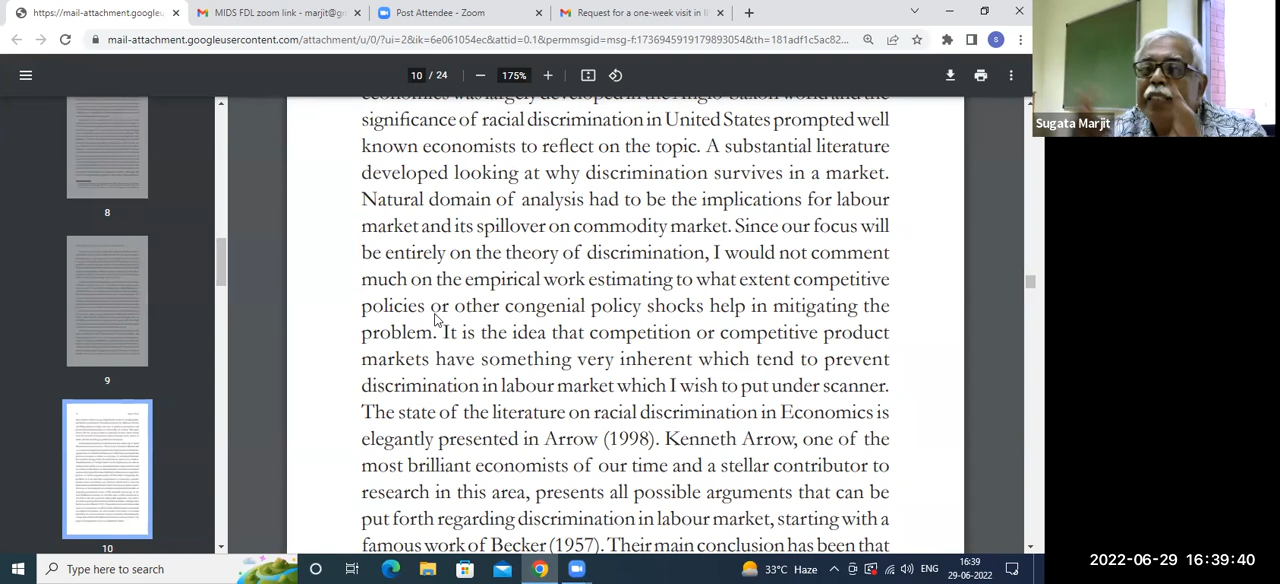 https://mail-attachment.googleu
MIDS FDL zoom link - marjit@gm
Post Attendee - Zoom
Request for a one-week visit in I
mail-attachment.googleusercontent.com/attachment/u/0/?ui=2&ik=6e061054ec&attid=0.1&permmsgid=msg-f:1736945919179893054&th=181adf1c5ac82...
10 / 24
175%
significance of racial discrimination in United States prompted well
known economists to reflect on the topic. A substantial literature
developed looking at why discrimination survives in a market.
Natural domain of analysis had to be the implications for labour
market and its spillover on commodity market. Since our focus will
be entirely on the theory of discrimination, I would not comment
much on the empirical work estimating to what extent competitive
policies or other congenial policy shocks help in mitigating the
problem. It is the idea that competition or competitive product
markets have something very inherent which tend to prevent
discrimination in labour market which I wish to put under scanner.
The state of the literature on racial discrimination in Economics is
elegantly presented in Arrow (1998). Kenneth Arrow, one of the
most brilliant economists of our time and a stellar contributor to
research in this area, presents all possible arguments that can be
put forth regarding discrimination in labour market, starting with a
famous work of Becker (1957). Their main conclusion has been that
8
9
10
Sugata Marjit
Type here to search
33°C Haze
ENG
16:39
29-06-2022
2022-06-29 16:39:40